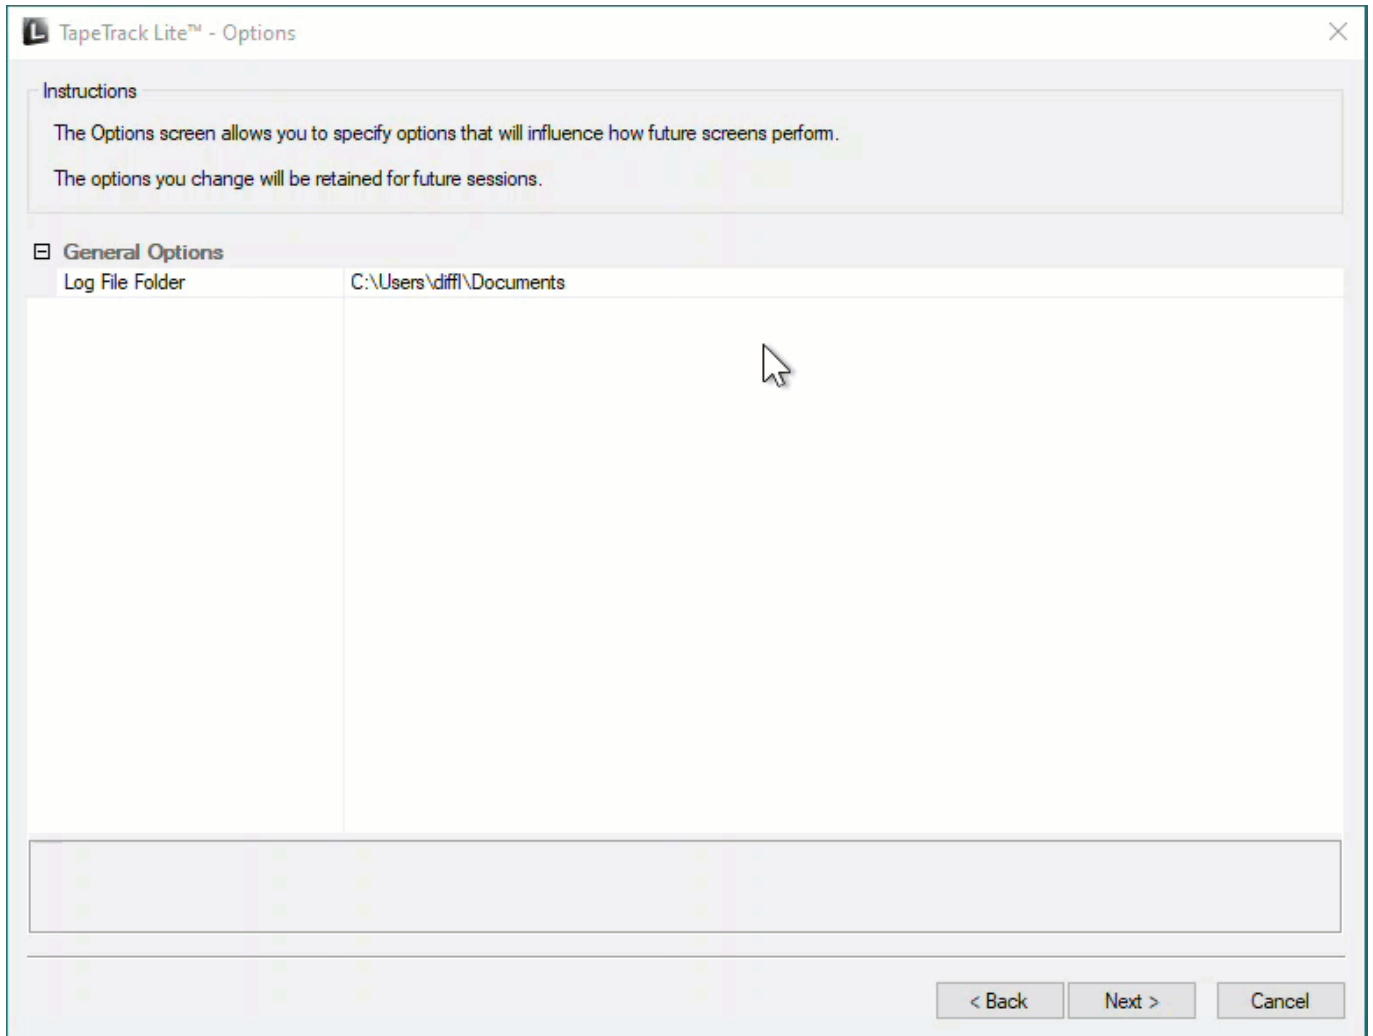 TapeTrack Lite™ - Options
Instructions
The Options screen allows you to specify options that will influence how future screens perform.
The options you change will be retained for future sessions.
General Options
Log File Folder C:\Users\diffl\Documents
< Back Next > Cancel